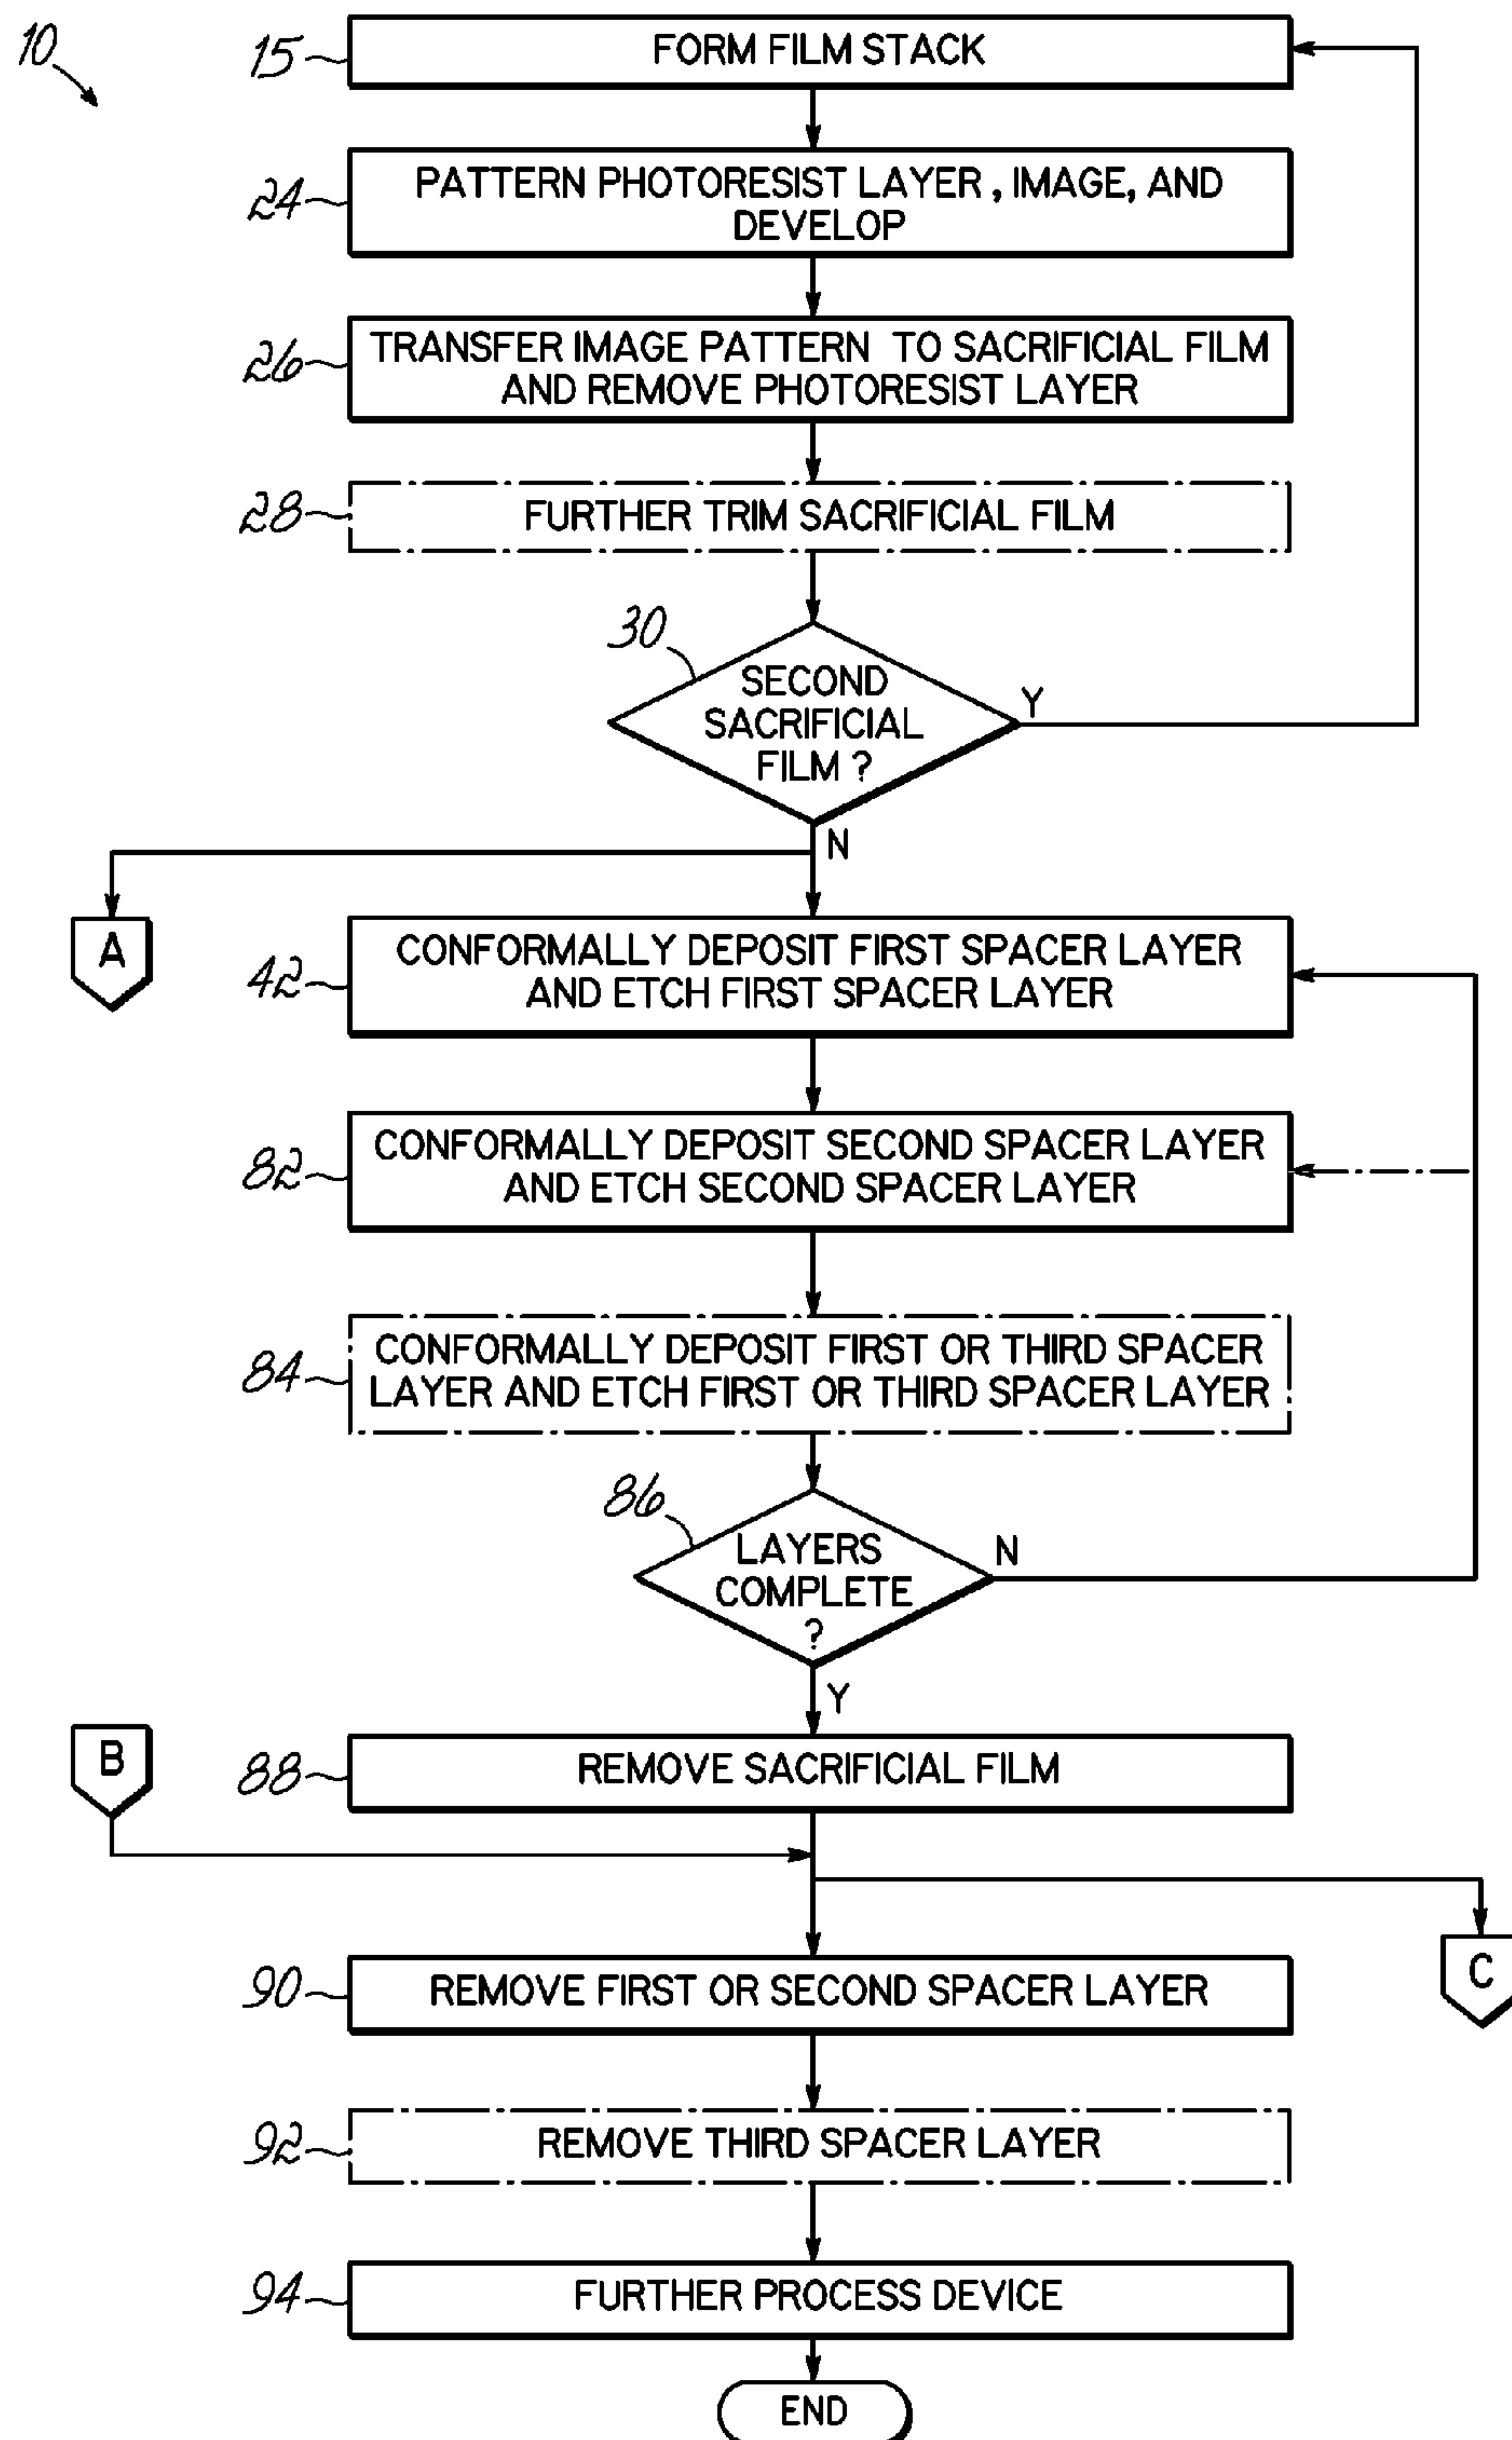 10
15
FORM FILM STACK
24
PATTERN PHOTORESIST LAYER, IMAGE, AND
DEVELOP
26
TRANSFER IMAGE PATTERN TO SACRIFICIAL FILM
AND REMOVE PHOTORESIST LAYER
28
FURTHER TRIM SACRIFICIAL FILM
30
SECOND
SACRIFICIAL
FILM ?
Y
N
A
42
CONFORMALLY DEPOSIT FIRST SPACER LAYER
AND ETCH FIRST SPACER LAYER
82
CONFORMALLY DEPOSIT SECOND SPACER LAYER
AND ETCH SECOND SPACER LAYER
84
CONFORMALLY DEPOSIT FIRST OR THIRD SPACER
LAYER AND ETCH FIRST OR THIRD SPACER LAYER
86
LAYERS
COMPLETE
?
N
Y
B
88
REMOVE SACRIFICIAL FILM
C
90
REMOVE FIRST OR SECOND SPACER LAYER
92
REMOVE THIRD SPACER LAYER
94
FURTHER PROCESS DEVICE
END